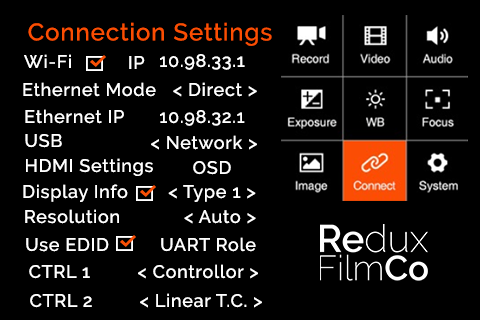 Connection Settings
Wi-Fi IP 10.98.33.1
Ethernet Mode < Direct >
Ethernet IP 10.98.32.1
USB < Network >
HDMI Settings OSD
Display Info < Type 1 >
Resolution < Auto >
Use EDID UART Role
CTRL 1 < Controllor >
CTRL 2 < Linear T.C. >
Record Video Audio
Exposure WB Focus
Image Connect System
Redux
FilmCo